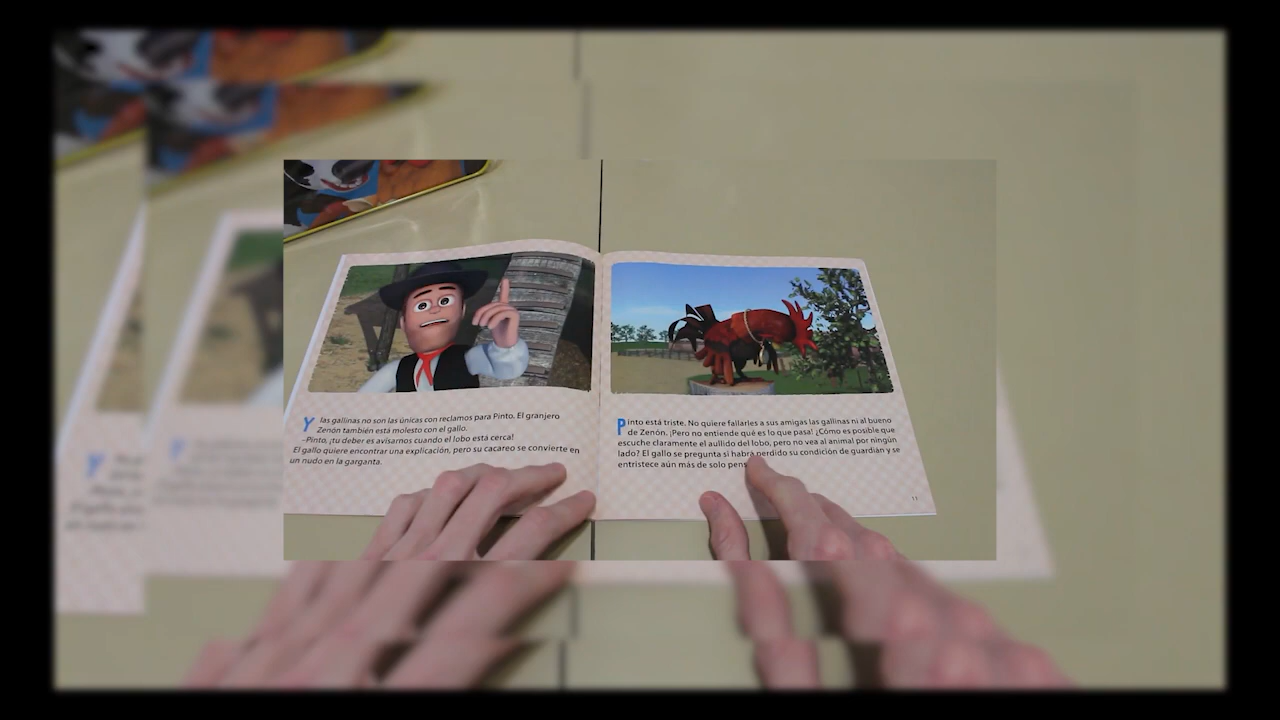 Y las gallinas no son las únicas con reclamos para Pinto. El granjero
Zenón también está molesto con el gallo.
–Pinto, ¡tu deber es avisarnos cuando el lobo está cerca!
El gallo quiere encontrar una explicación, pero su cacareo se convierte en
un nudo en la garganta.
Pinto está triste. No quiere fallarles a sus amigas las gallinas ni al bueno
de Zenón. ¡Pero no entiende qué es lo que pasa! ¿Cómo es posible que
escuche claramente el aullido del lobo, pero no vea al animal por ningún
lado? El gallo se pregunta si habrá perdido su condición de guardián y se
entristece aún más de solo
11